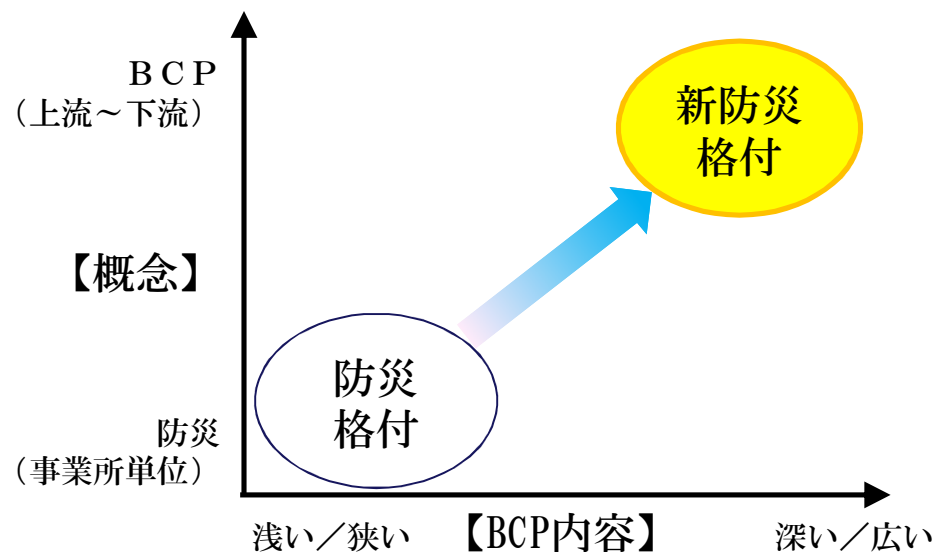 ＢＣＰ
（上流～下流）
新防災
格付
【概念】
防災
格付
防災
（事業所単位）
浅い／狭い
【BCP内容】
深い／広い